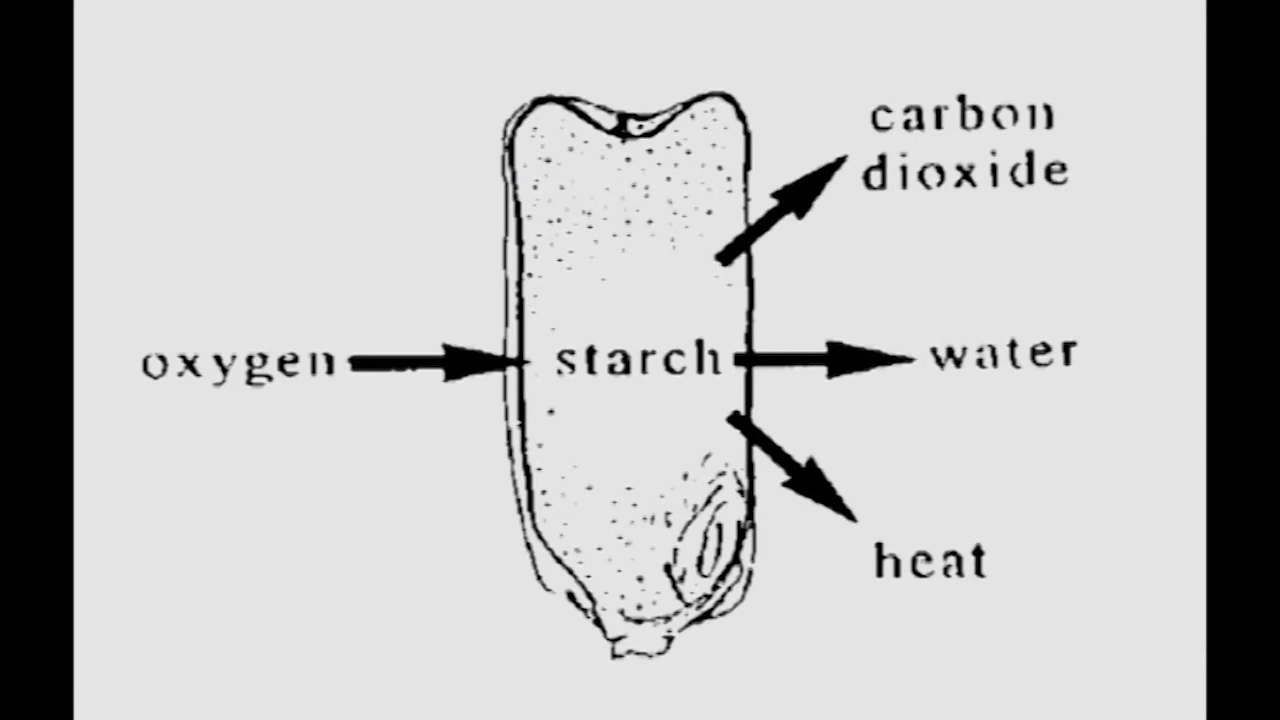 carbon
dioxide
oxygen
starch
water
heat